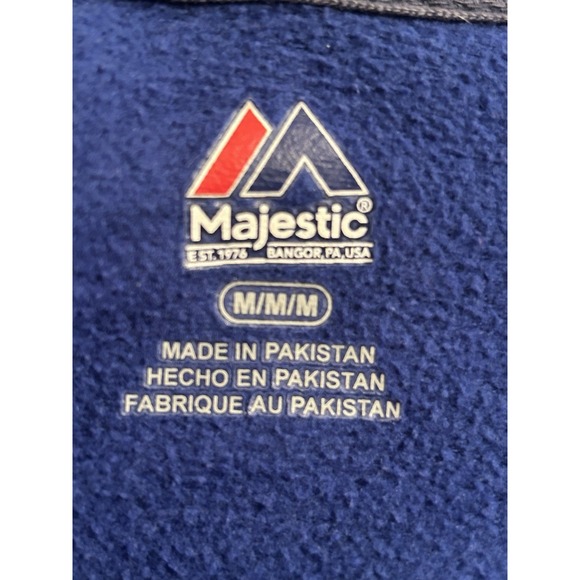 Majestic®
EST. 1976 BANGOR, PA, USA
M/M/M
MADE IN PAKISTAN
HECHO EN PAKISTAN
FABRIQUE AU PAKISTAN